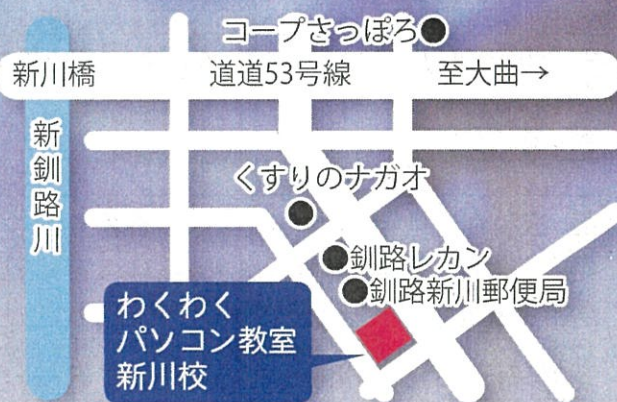 コープさっぽろ
新川橋 道道53号線 至大曲→
新釧路川
くすりのナガオ
釧路レカン
釧路新川郵便局
わくわく
パソコン教室
新川校